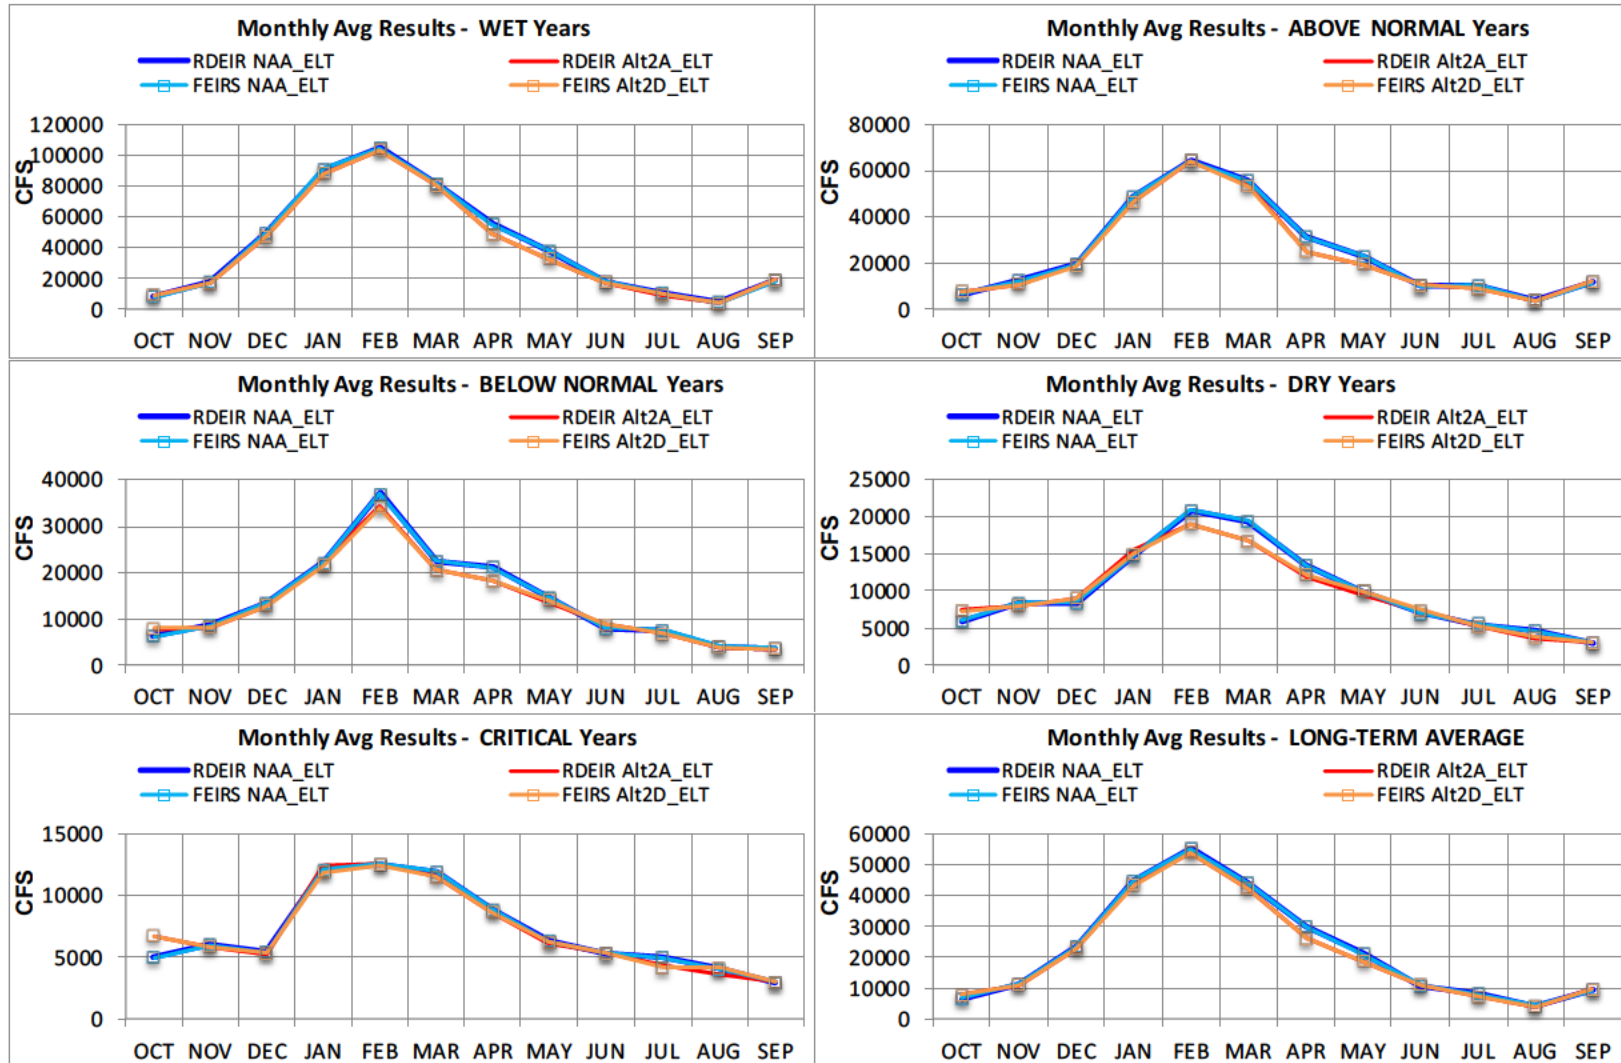 Monthly Avg Results - WET Years
RDEIR NAA_ELT RDEIR Alt2A_ELT
FEIRS NAA_ELT FEIRS Alt2D_ELT
CFS
120000
100000
80000
60000
40000
20000
0
OCT NOV DEC JAN FEB MAR APR MAY JUN JUL AUG SEP
Monthly Avg Results - ABOVE NORMAL Years
RDEIR NAA_ELT RDEIR Alt2A_ELT
FEIRS NAA_ELT FEIRS Alt2D_ELT
CFS
80000
60000
40000
20000
0
OCT NOV DEC JAN FEB MAR APR MAY JUN JUL AUG SEP
Monthly Avg Results - BELOW NORMAL Years
RDEIR NAA_ELT RDEIR Alt2A_ELT
FEIRS NAA_ELT FEIRS Alt2D_ELT
CFS
40000
30000
20000
10000
0
OCT NOV DEC JAN FEB MAR APR MAY JUN JUL AUG SEP
Monthly Avg Results - DRY Years
RDEIR NAA_ELT RDEIR Alt2A_ELT
FEIRS NAA_ELT FEIRS Alt2D_ELT
CFS
25000
20000
15000
10000
5000
0
OCT NOV DEC JAN FEB MAR APR MAY JUN JUL AUG SEP
Monthly Avg Results - CRITICAL Years
RDEIR NAA_ELT RDEIR Alt2A_ELT
FEIRS NAA_ELT FEIRS Alt2D_ELT
CFS
15000
10000
5000
0
OCT NOV DEC JAN FEB MAR APR MAY JUN JUL AUG SEP
Monthly Avg Results - LONG-TERM AVERAGE
RDEIR NAA_ELT RDEIR Alt2A_ELT
FEIRS NAA_ELT FEIRS Alt2D_ELT
CFS
60000
50000
40000
30000
20000
10000
0
OCT NOV DEC JAN FEB MAR APR MAY JUN JUL AUG SEP